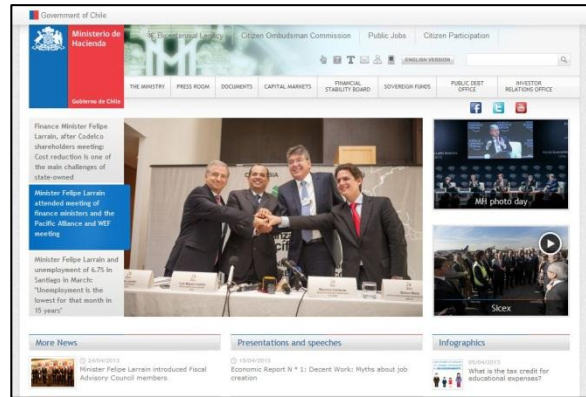 Government of Chile
Ministerio de
Hacienda
Gobierno de Chile
Bicentennial Legacy
Citizen Ombudsman Commission
Public Jobs
Citizen Participation
ENGLISH VERSION
THE MINISTRY
PRESS ROOM
DOCUMENTS
CAPITAL MARKETS
FINANCIAL
STABILITY BOARD
SOVEREIGN FUNDS
PUBLIC DEBT
OFFICE
INVESTOR
RELATIONS OFFICE
Finance Minister Felipe
Larrain, after Codelco
shareholders meeting:
Cost reduction is one of
the main challenges of
state-owned
Minister Felipe Larrain
attended meeting of
finance ministers and the
Pacific Alliance and WEF
meeting
Minister Felipe Larrain and
unemployment of 6.7% in
Santiago in March:
"Unemployment is the
lowest for that month in
15 years"
MH photo day
Sicex
More News
24/04/2013
Minister Felipe Larrain introduced Fiscal
Advisory Council members.
Presentations and speeches
15/04/2013
Economic Report N ° 1: Decent Work: Myths about job
creation
Infographics
05/04/2013
What is the tax credit for
educational expenses?